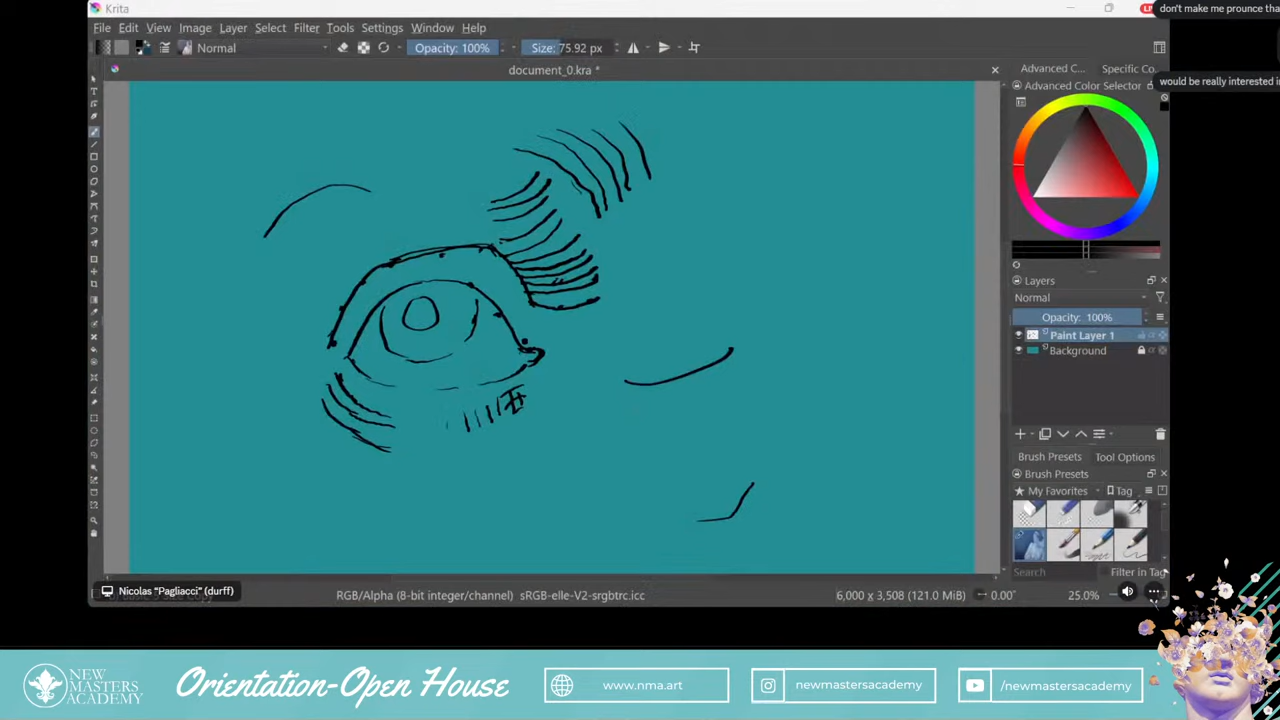 Krita
don't make me prounce tha
File Edit View Image Layer Select Filter Tools Settings Window Help
Normal
Opacity: 100%
Size: 75.92 px
document_0.kra *
Advanced C...
Specific Co...
would be really interested in
Advanced Color Selector
Layers
Normal
Opacity: 100%
Paint Layer 1
Background
Brush Presets
Tool Options
Brush Presets
My Favorites
Tag
Search
Filter in Tag
Nicolas "Pagliacci" (durff)
RGB/Alpha (8-bit integer/channel) sRGB-elle-V2-srgbtrc.icc
6,000 x 3,508 (121.0 MiB)
0.00°
25.0%
NEW
MASTERS
ACADEMY
Orientation-Open House
www.nma.art
newmastersacademy
/newmastersacademy